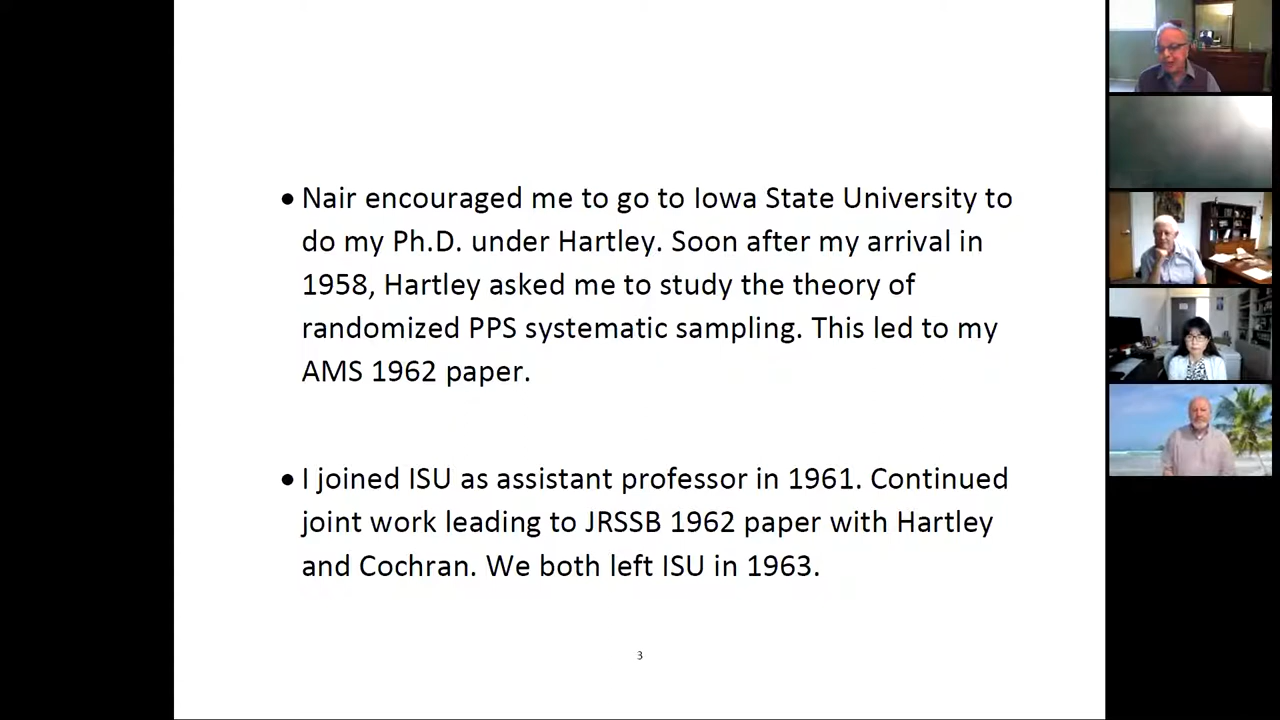 • Nair encouraged me to go to Iowa State University to
do my Ph.D. under Hartley. Soon after my arrival in
1958, Hartley asked me to study the theory of
randomized PPS systematic sampling. This led to my
AMS 1962 paper.
• I joined ISU as assistant professor in 1961. Continued
joint work leading to JRSSB 1962 paper with Hartley
and Cochran. We both left ISU in 1963.
3